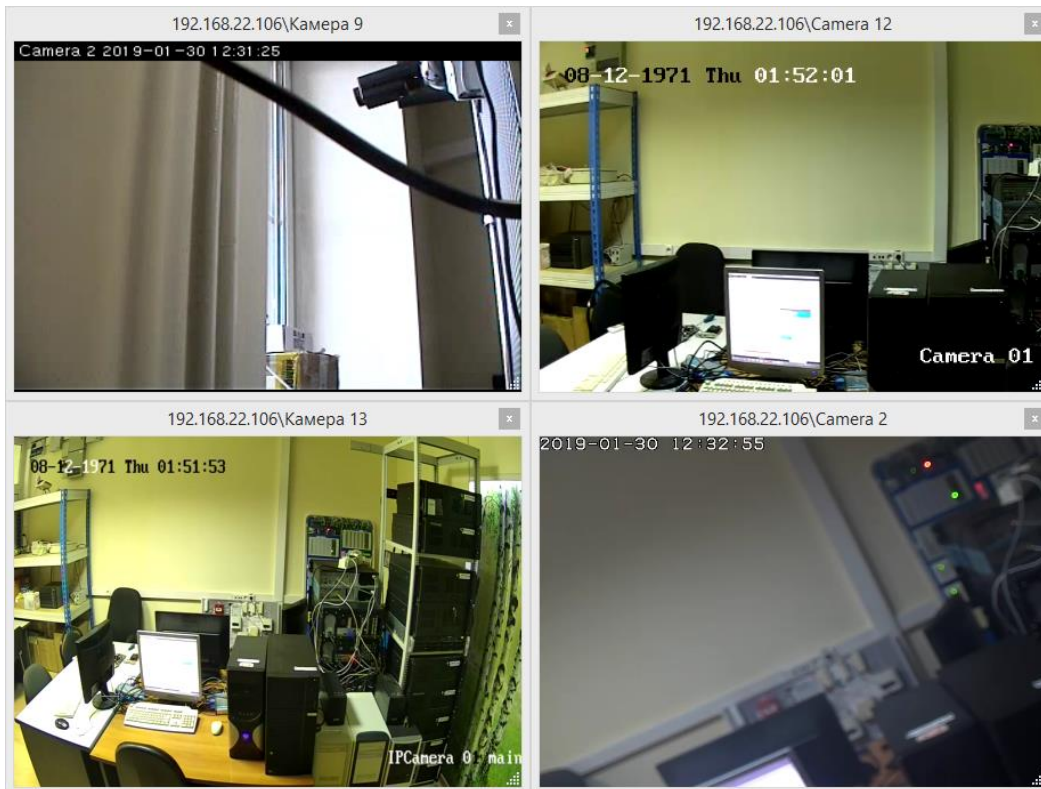 192.168.22.106\Камера 9
x
Camera 2 2019-01-30 12:31:25
192.168.22.106\Camera 12
x
08-12-1971 Thu 01:52:01
Camera 01
192.168.22.106\Камера 13
x
08-12-1971 Thu 01:51:53
IPCamera 0 main
192.168.22.106\Camera 2
x
2019-01-30 12:32:55